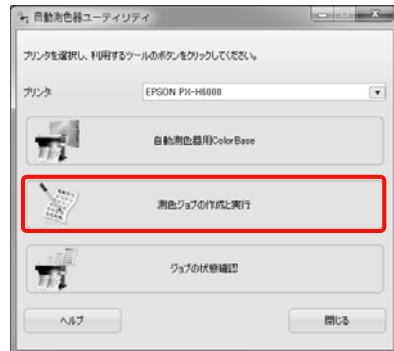 自動測色器ユーティリティ
プリンタを選択し、利用するツールのボタンをクリックしてください。
プリンタ
EPSON PX-H6000
自動測色器用ColorBase
測色ジョブの作成と実行
ジョブの状態確認
ヘルプ
閉じる